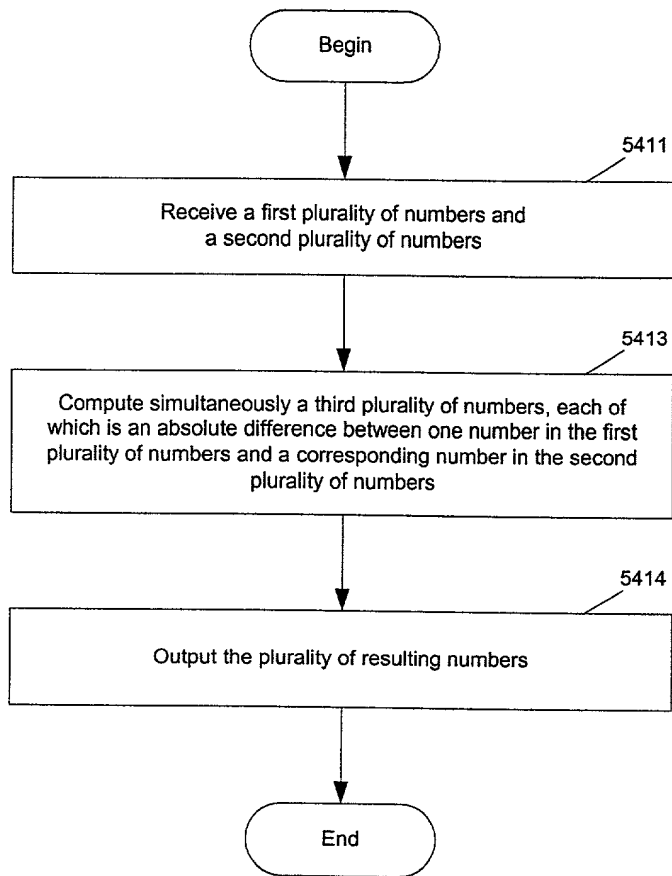 Begin
5411
Receive a first plurality of numbers and
a second plurality of numbers
5413
Compute simultaneously a third plurality of numbers, each of
which is an absolute difference between one number in the first
plurality of numbers and a corresponding number in the second
plurality of numbers
5414
Output the plurality of resulting numbers
End